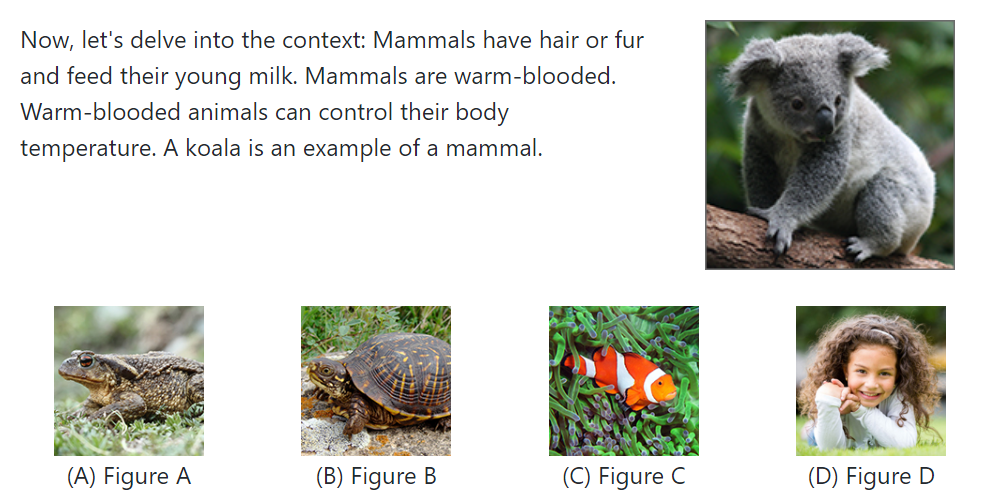 Now, let's delve into the context: Mammals have hair or fur
and feed their young milk. Mammals are warm-blooded.
Warm-blooded animals can control their body
temperature. A koala is an example of a mammal.
(A) Figure A
(B) Figure B
(C) Figure C
(D) Figure D